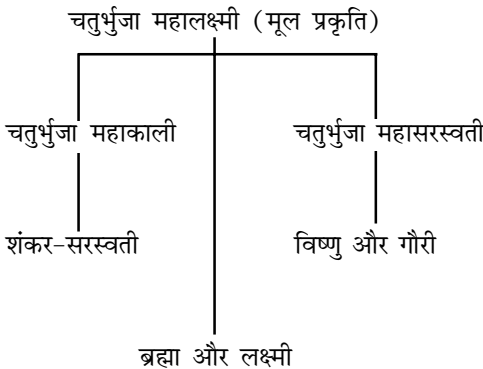 चतुर्भुजा महालक्ष्मी (मूल प्रकृति)
चतुर्भुजा महाकाली चतुर्भुजा महासरस्वती
शंकर-सरस्वती विष्णु और गौरी
ब्रह्मा और लक्ष्मी